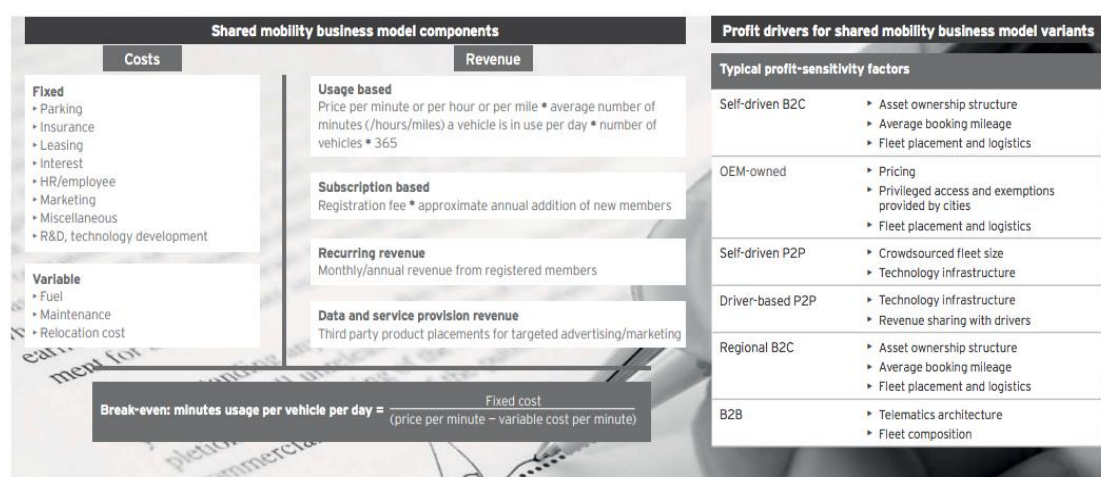 Shared mobility business model components
Costs
Fixed
‣ Parking
‣ Insurance
‣ Leasing
‣ Interest
‣ HR/employee
‣ Marketing
‣ Miscellaneous
‣ R&D, technology development
Variable
‣ Fuel
‣ Maintenance
‣ Relocation cost
Revenue
Usage based
Price per minute or per hour or per mile * average number of
minutes (/hours/miles) a vehicle is in use per day * number of
vehicles * 365
Subscription based
Registration fee * approximate annual addition of new members
Recurring revenue
Monthly/annual revenue from registered members
Data and service provision revenue
Third party product placements for targeted advertising/marketing
Break-even: minutes usage per vehicle per day =
Fixed cost
(price per minute – variable cost per minute)
Profit drivers for shared mobility business model variants
Typical profit-sensitivity factors
Self-driven B2C
‣ Asset ownership structure
‣ Average booking mileage
‣ Fleet placement and logistics
OEM-owned
‣ Pricing
‣ Privileged access and exemptions
provided by cities
‣ Fleet placement and logistics
Self-driven P2P
‣ Crowdsourced fleet size
‣ Technology infrastructure
Driver-based P2P
‣ Technology infrastructure
‣ Revenue sharing with drivers
Regional B2C
‣ Asset ownership structure
‣ Average booking mileage
‣ Fleet placement and logistics
B2B
‣ Telematics architecture
‣ Fleet composition
ment for